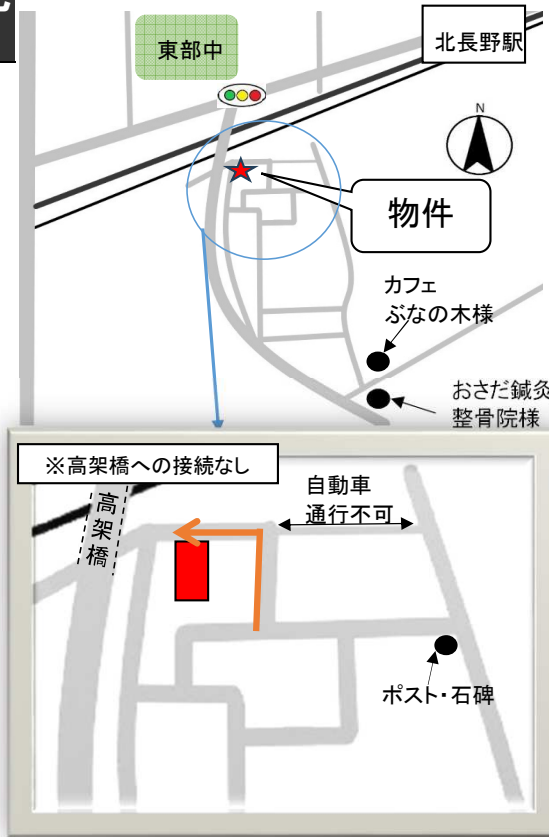 東部中
北長野駅
N
物件
カフェ
ぶなの木様
おさだ鍼灸
整骨院様
※高架橋への接続なし
高架橋
自動車
通行不可
ポスト・石碑